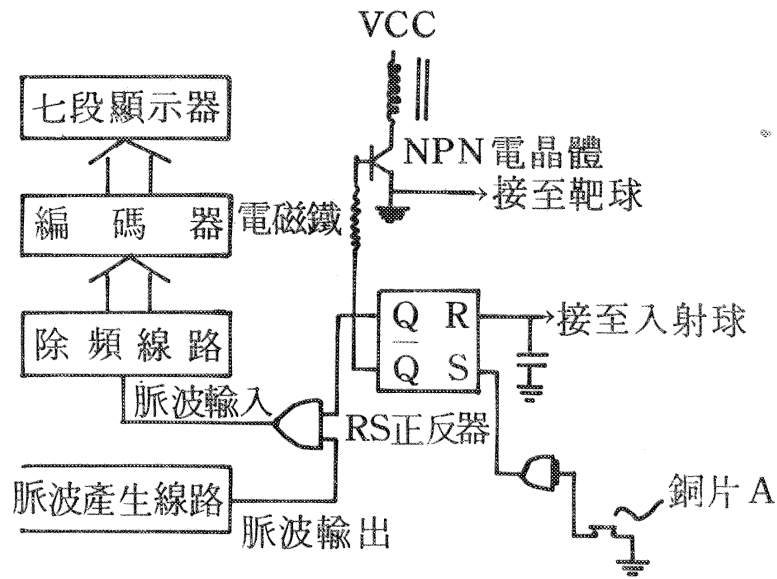 VCC
七段顯示器
NPN電晶體
接至靶球
編碼器
電磁鐵
Q R
接至入射球
除頻線路
Q S
脈波輸入
RS正反器
脈波產生線路
銅片A
脈波輸出